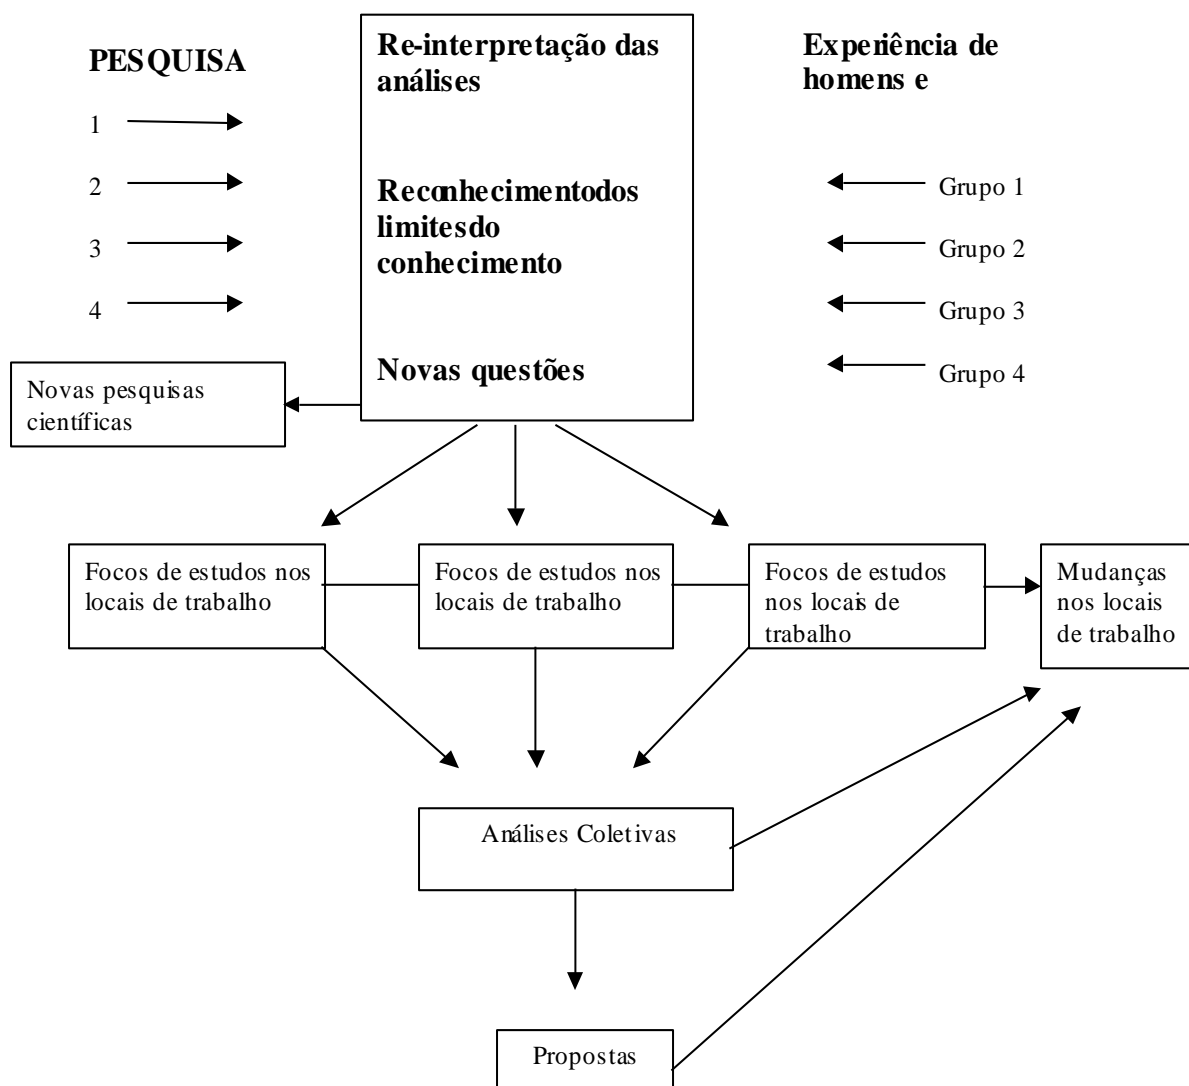 PESQUISA
1
2
3
4
Re-interpretação das
análises
Reconhecimentodos
limitesdo
conhecimento
Novas questões
Experiência de
homens e
Grupo 1
Grupo 2
Grupo 3
Grupo 4
Novas pesquisas
científicas
Focos de estudos nos
locais de trabalho
Focos de estudos nos
locais de trabalho
Focos de estudos
nos locais de
trabalho
Mudanças
nos locais
de trabalho
Análises Coletivas
Propostas